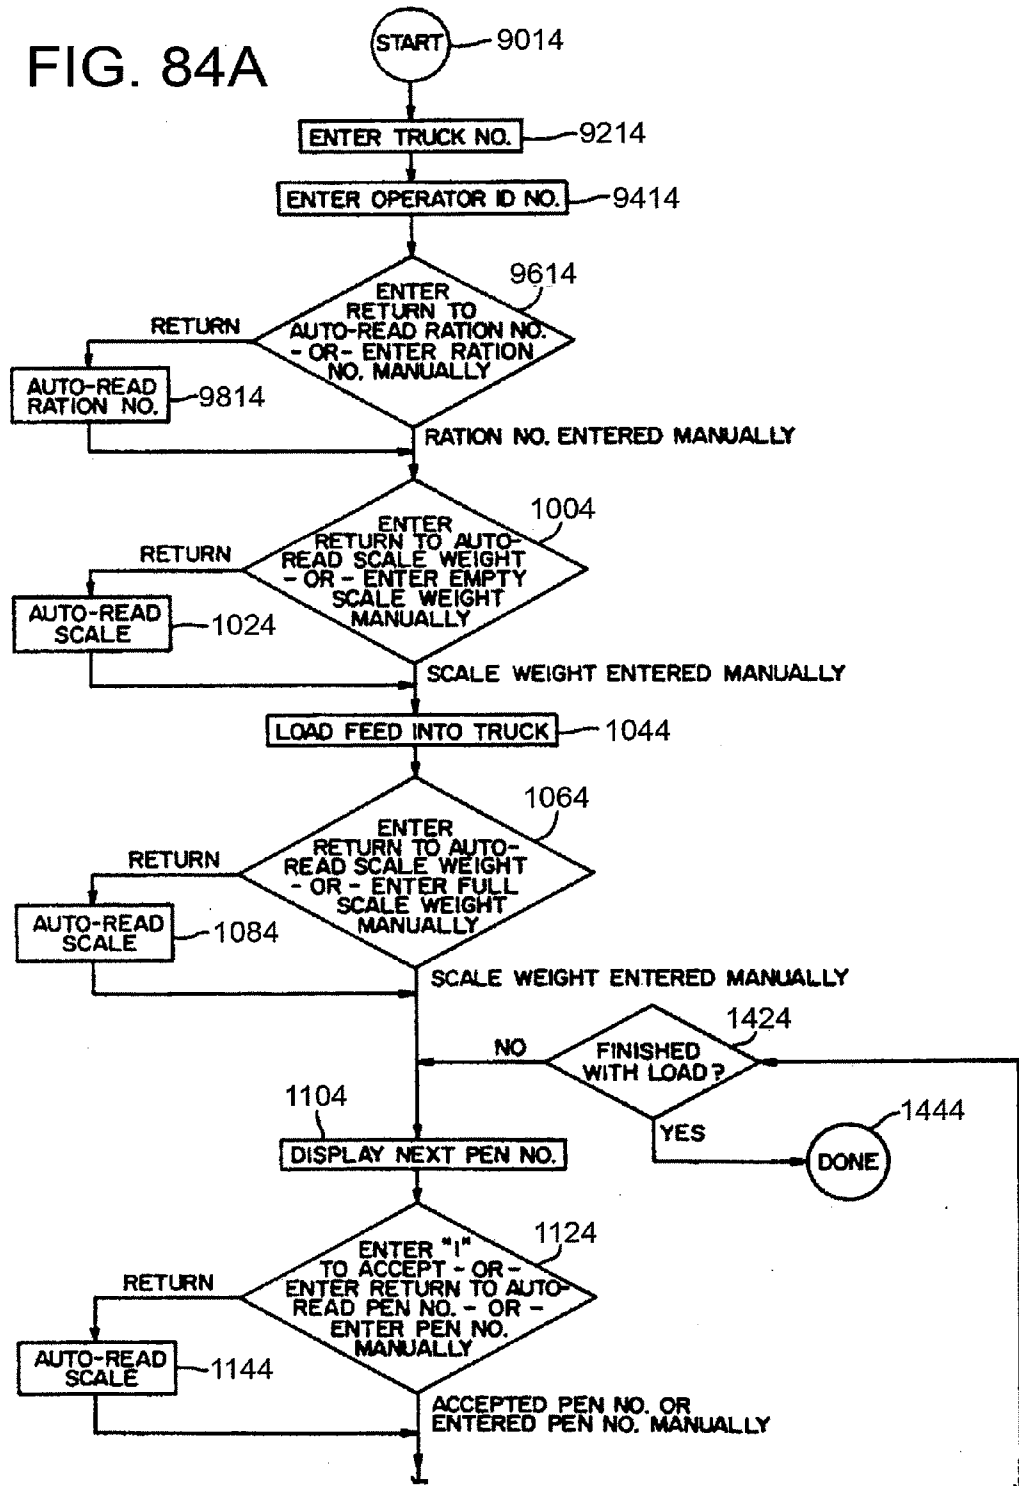 FIG. 84A
START
9014
ENTER TRUCK NO.
9214
ENTER OPERATOR ID NO.
9414
9614
ENTER
RETURN TO
AUTO-READ RATION NO.
- OR - ENTER RATION
NO. MANUALLY
RETURN
AUTO-READ
RATION NO.
9814
RATION NO. ENTERED MANUALLY
1004
ENTER
RETURN TO AUTO-
READ SCALE WEIGHT
- OR - ENTER EMPTY
SCALE WEIGHT
MANUALLY
RETURN
AUTO-READ
SCALE
1024
SCALE WEIGHT ENTERED MANUALLY
LOAD FEED INTO TRUCK
1044
1064
ENTER
RETURN TO AUTO-
READ SCALE WEIGHT
- OR - ENTER FULL
SCALE WEIGHT
MANUALLY
RETURN
AUTO-READ
SCALE
1084
SCALE WEIGHT ENTERED MANUALLY
1424
NO
FINISHED
WITH LOAD?
YES
1444
DONE
1104
DISPLAY NEXT PEN NO.
1124
ENTER "1"
TO ACCEPT - OR -
ENTER RETURN TO AUTO-
READ PEN NO. - OR -
ENTER PEN NO.
MANUALLY
RETURN
AUTO-READ
SCALE
1144
ACCEPTED PEN NO. OR
ENTERED PEN NO. MANUALLY